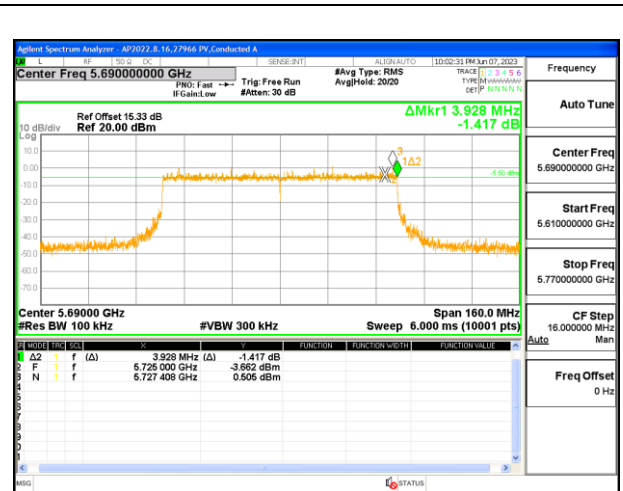 Agilent Spectrum Analyzer - AP2022.8.16,27966 PV,Conducted A
L RF 50 Ω DC SENSE:INT ALIGNAUTO 10:02:31 PM Jun 07, 2023
Center Freq 5.690000000 GHz
PNO: Fast
IFGain:Low
Trig: Free Run
#Atten: 30 dB
#Avg Type: RMS
Avg|Hold: 20/20
TRACE 1 2 3 4 5 6
TYPE M
DET P N N N N N
Ref Offset 15.33 dB
10 dB/div Ref 20.00 dBm
Log
ΔMkr1 3.928 MHz
-1.417 dB
10.0
0.00
-10.0
-20.0
-30.0
-40.0
-50.0
-60.0
-70.0
3
1Δ2
-5.50 dBm
Center 5.69000 GHz
Span 160.0 MHz
#Res BW 100 kHz #VBW 300 kHz Sweep 6.000 ms (10001 pts)
MODE TRC SCL X Y FUNCTION FUNCTION WIDTH FUNCTION VALUE
1 Δ2 1 f (Δ) 3.928 MHz (Δ) -1.417 dB
2 F 1 f 5.725 000 GHz -3.662 dBm
3 N 1 f 5.727 408 GHz 0.505 dBm
4
5
6
7
8
9
MSG STATUS
Frequency
Auto Tune
Center Freq
5.690000000 GHz
Start Freq
5.610000000 GHz
Stop Freq
5.770000000 GHz
CF Step
16.000000 MHz
Auto Man
Freq Offset
0 Hz